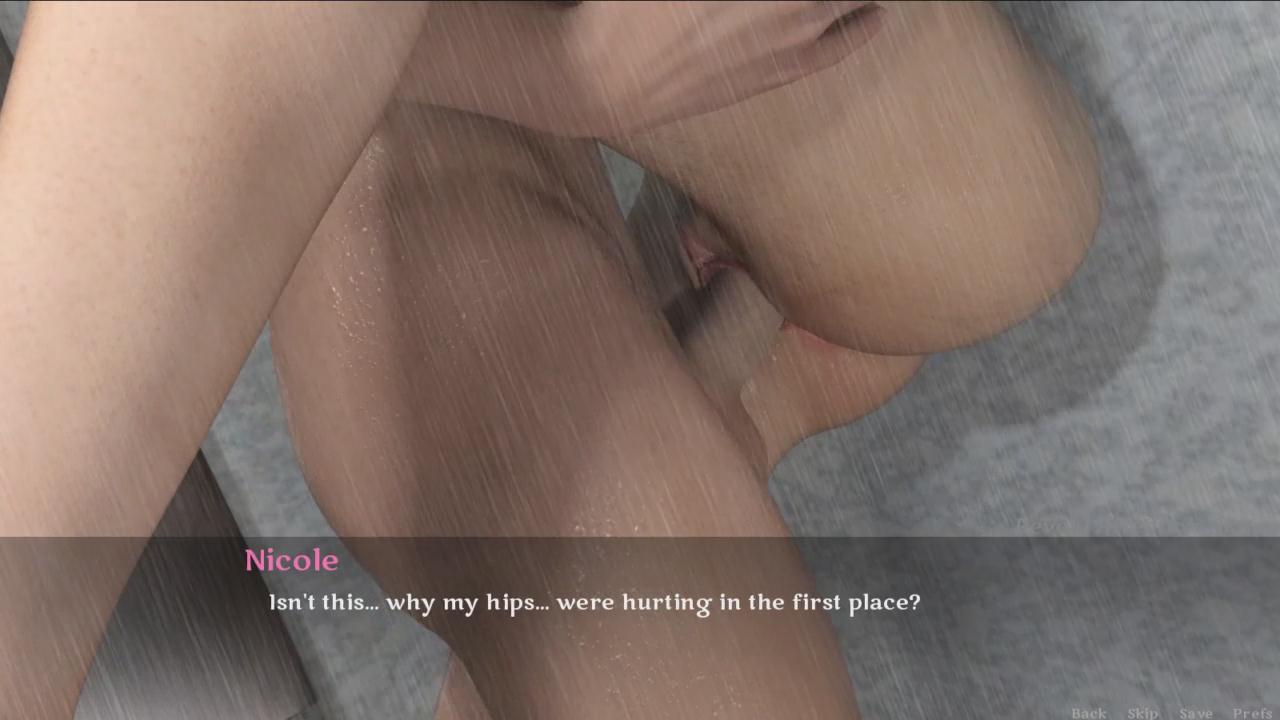 Nicole
Isn't this... why my hips... were hurting in the first place?
Back Skip Save Prefs